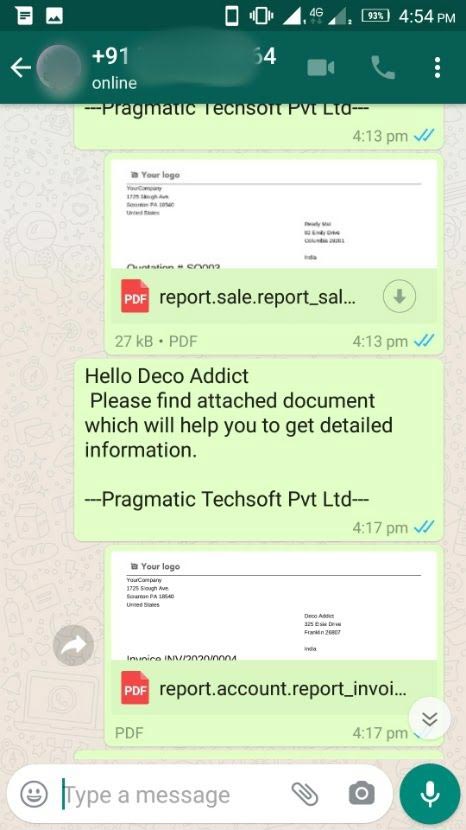 4G
93%
4:54 PM
+91
64
online
---Pragmatic Techsoft Pvt Ltd---
4:13 pm
Your logo
YourCompany
1725 Slough Ave.
Scranton PA 18540
United States
Ready Mat
92 Emily Drive
Columbia 29201
India
Quotation # SO003
PDF
report.sale.report_sal...
27 kB • PDF
4:13 pm
Hello Deco Addict
Please find attached document
which will help you to get detailed
information.
---Pragmatic Techsoft Pvt Ltd---
4:17 pm
Your logo
YourCompany
1725 Slough Ave.
Scranton PA 18540
United States
Deco Addict
325 Elsie Drive
Franklin 26807
India
Invoice INV/2020/0004
PDF
report.account.report_invoi...
PDF
4:17 pm
Type a message